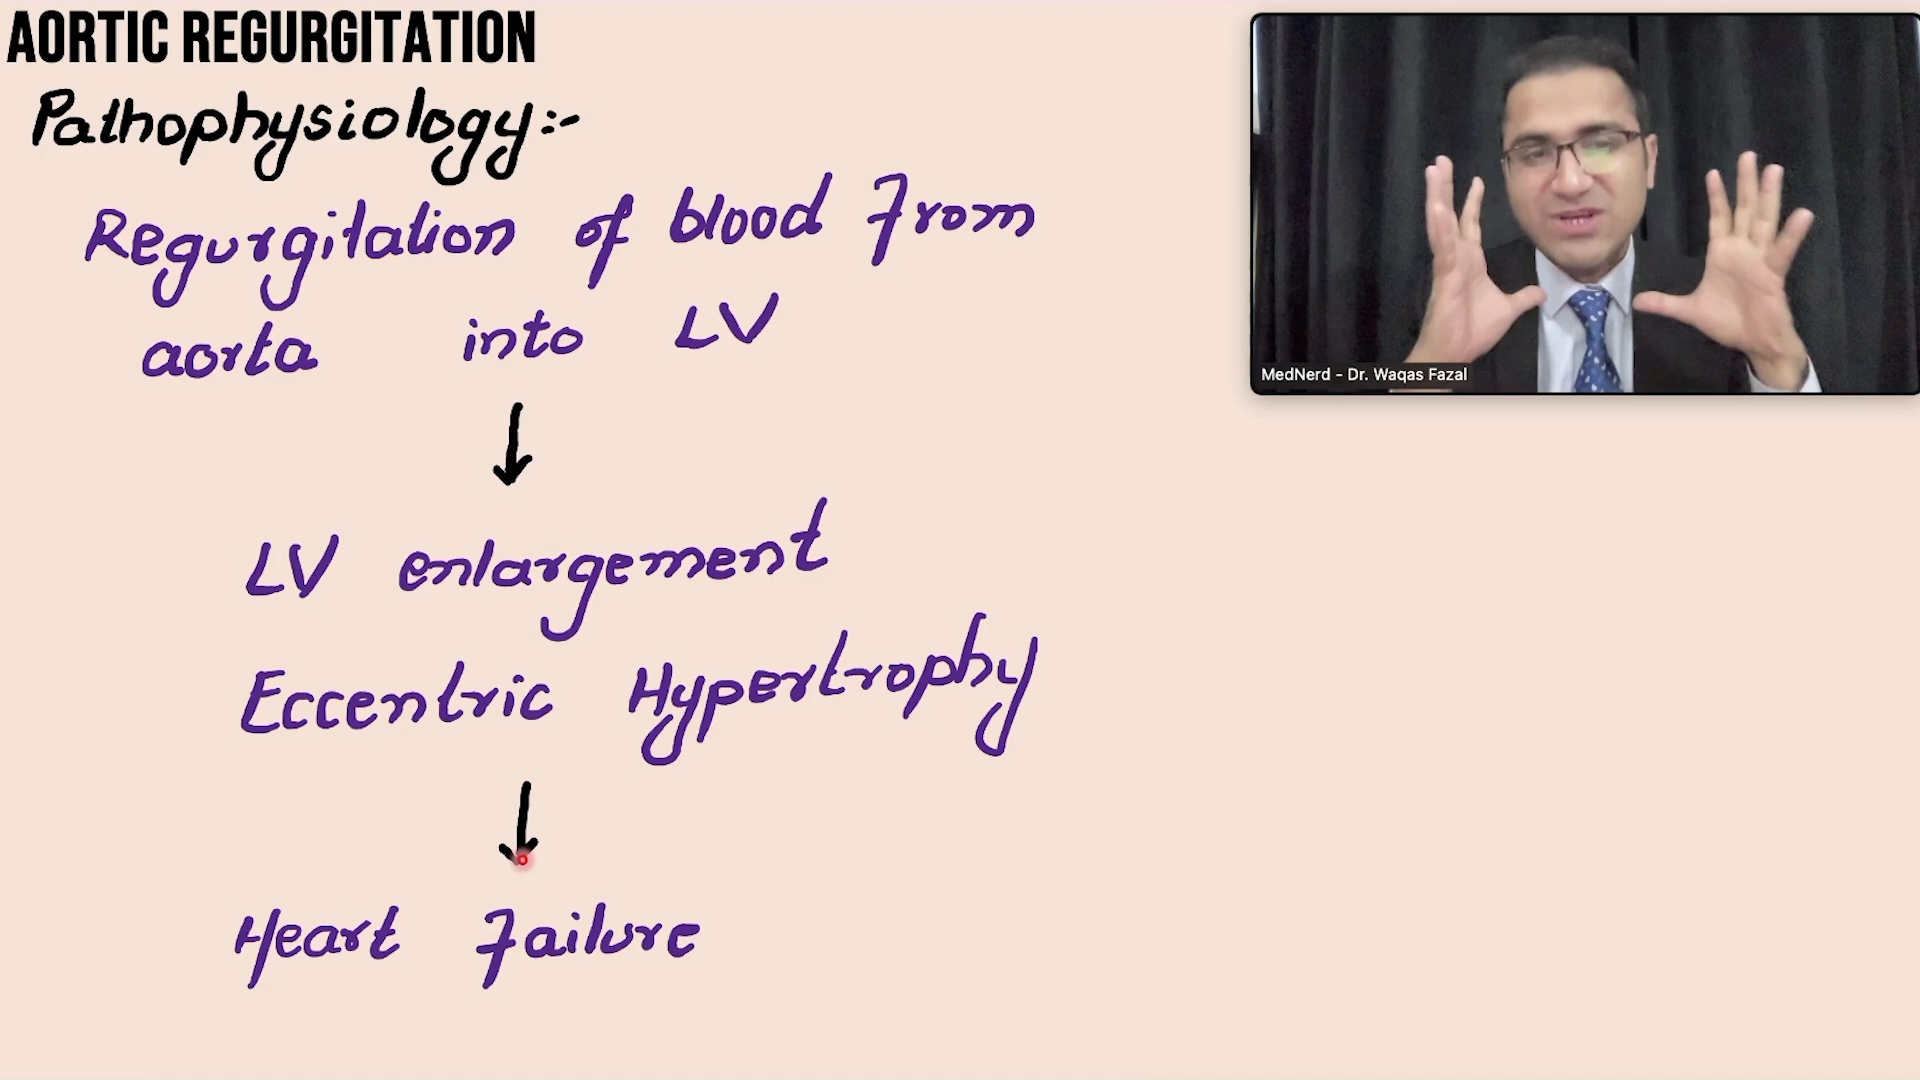 AORTIC REGURGITATION
Pathophysiology:-
Regurgitation of blood From
aorta into LV
LV enlargement
Eccentric Hypertrophy
Heart Failure
MedNerd - Dr. Waqas Fazal